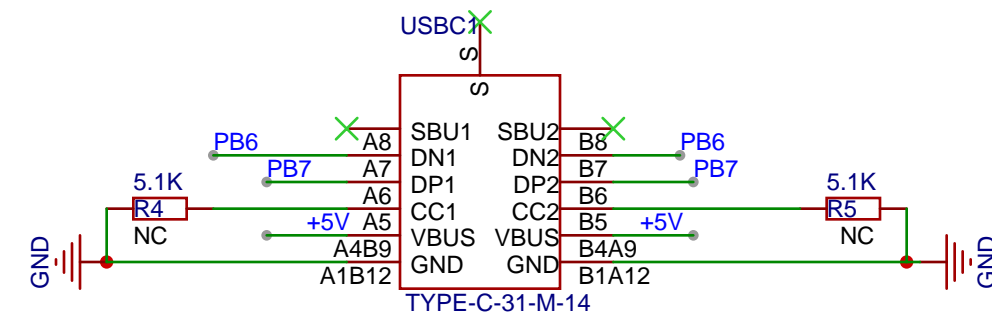 USBC1
S
S
SBU1 SBU2
A8 B8
PB6 DN1 DN2 PB6
A7 B7
PB7 DP1 DP2 PB7
A6 B6
5.1K 5.1K
R4 CC1 CC2 R5
A5 B5
NC +5V VBUS VBUS +5V NC
A4B9 B4A9
GND GND GND GND
A1B12 B1A12
TYPE-C-31-M-14